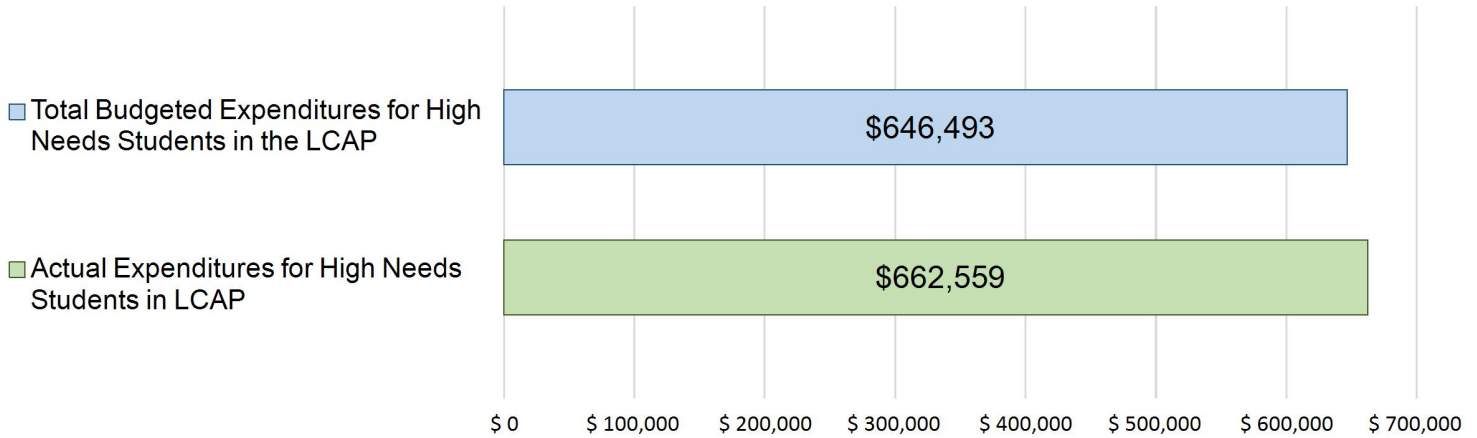 Total Budgeted Expenditures for High
Needs Students in the LCAP
$646,493
Actual Expenditures for High Needs
Students in LCAP
$662,559
$ 0 $ 100,000 $ 200,000 $ 300,000 $ 400,000 $ 500,000 $ 600,000 $ 700,000